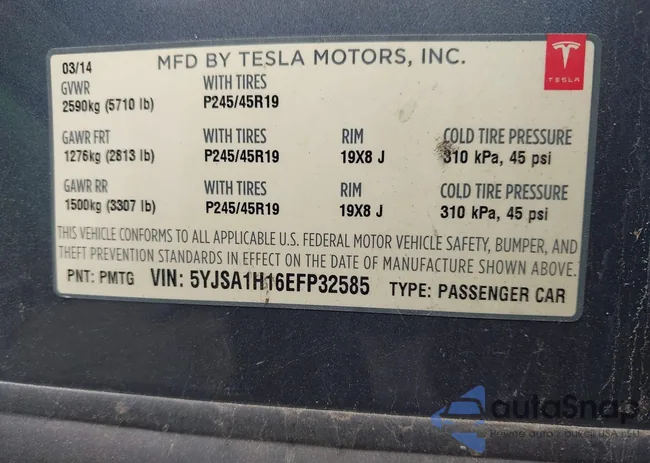 MFD BY TESLA MOTORS, INC.
TESLA
03/14
GVWR WITH TIRES
2590kg (5710 lb) P245/45R19
GAWR FRT WITH TIRES RIM COLD TIRE PRESSURE
1276kg (2813 lb) P245/45R19 19X8 J 310 kPa, 45 psi
GAWR RR WITH TIRES RIM COLD TIRE PRESSURE
1500kg (3307 lb) P245/45R19 19X8 J 310 kPa, 45 psi
THIS VEHICLE CONFORMS TO ALL APPLICABLE U.S. FEDERAL MOTOR VEHICLE SAFETY, BUMPER, AND
THEFT PREVENTION STANDARDS IN EFFECT ON THE DATE OF MANUFACTURE SHOWN ABOVE.
PNT: PMTG VIN: 5YJSA1H16EFP32585 TYPE: PASSENGER CAR
autoSnap